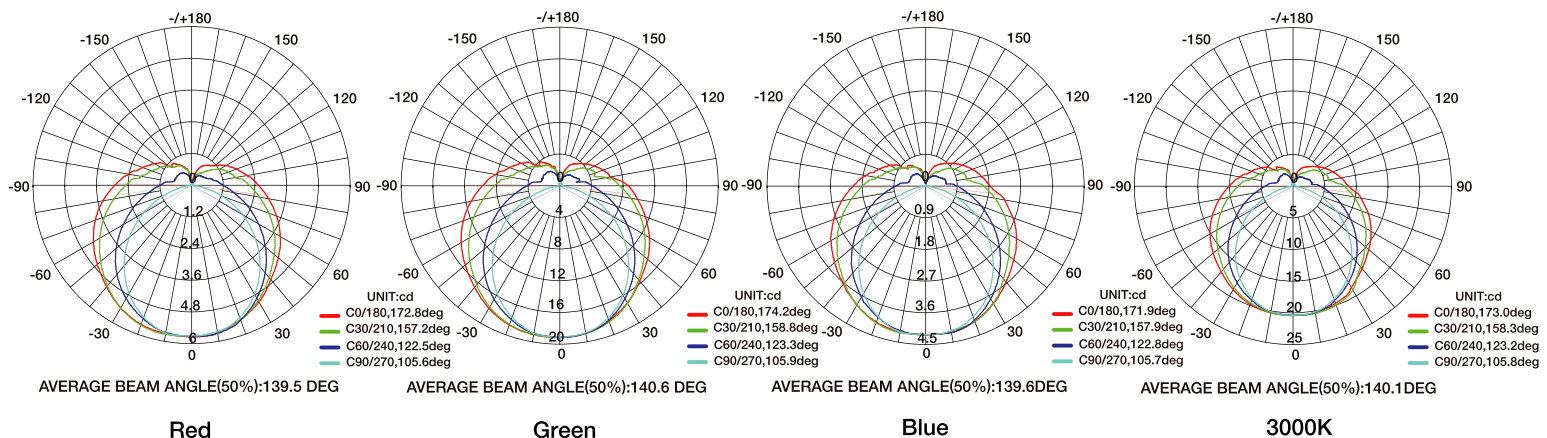 -/+180
-150
150
-120
120
-90
90
-60
60
-30
30
0
0
1.2
2.4
3.6
4.8
6
UNIT:cd
C0/180,172.8deg
C30/210,157.2deg
C60/240,122.5deg
C90/270,105.6deg
AVERAGE BEAM ANGLE(50%):139.5 DEG
Red
-/+180
-150
150
-120
120
-90
90
-60
60
-30
30
0
0
4
8
12
16
20
UNIT:cd
C0/180,174.2deg
C30/210,158.8deg
C60/240,123.3deg
C90/270,105.9deg
AVERAGE BEAM ANGLE(50%):140.6 DEG
Green
-/+180
-150
150
-120
120
-90
90
-60
60
-30
30
0
0
0.9
1.8
2.7
3.6
4.5
UNIT:cd
C0/180,171.9deg
C30/210,157.9deg
C60/240,122.8deg
C90/270,105.7deg
AVERAGE BEAM ANGLE(50%):139.6DEG
Blue
-/+180
-150
150
-120
120
-90
90
-60
60
-30
30
0
0
5
10
15
20
25
UNIT:cd
C0/180,173.0deg
C30/210,158.3deg
C60/240,123.2deg
C90/270,105.8deg
AVERAGE BEAM ANGLE(50%):140.1DEG
3000K